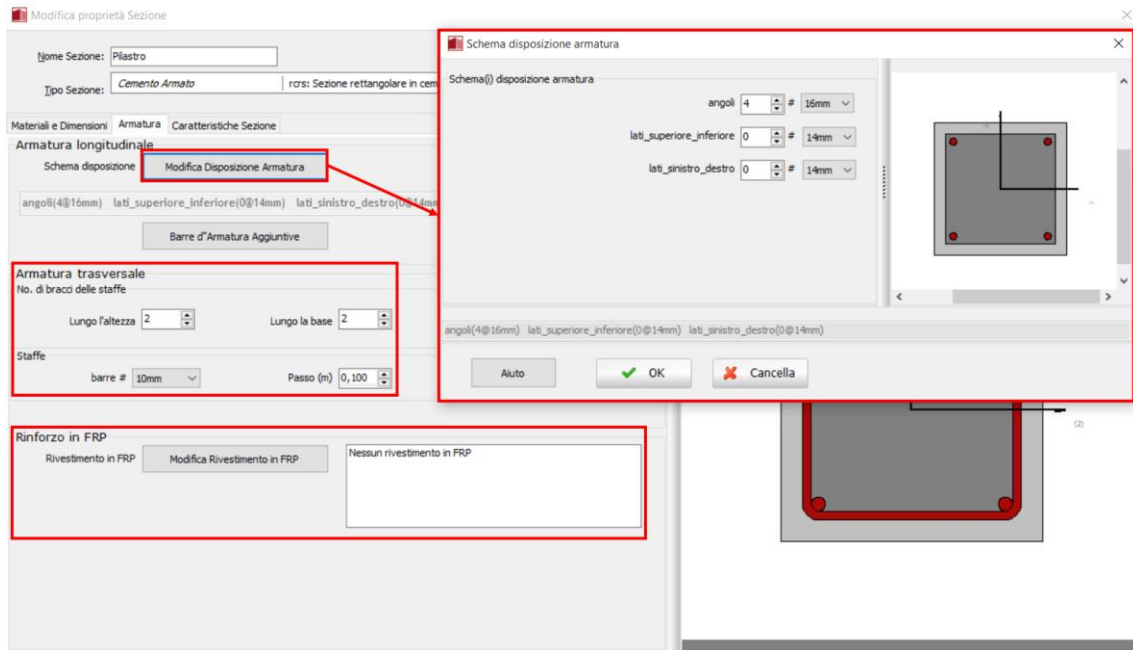 Modifica proprietà Sezione
Nome Sezione: Pilastro
Tipo Sezione: Cemento Armato rcrs: Sezione rettangolare in cem
Materiali e Dimensioni Armatura Caratteristiche Sezione
Armatura longitudinale
Schema disposizione Modifica Disposizione Armatura
angoli(4@16mm) lati_superiore_inferiore(0@14mm) lati_sinistro_destro(0@14mm
Barre d"Armatura Aggiuntive
Armatura trasversale
No. di bracci delle staffe
Lungo l'altezza 2 Lungo la base 2
Staffe
barre # 10mm Passo (m) 0,100
Rinforzo in FRP
Rivestimento in FRP Modifica Rivestimento in FRP Nessun rivestimento in FRP
Schema disposizione armatura
Schema(i) disposizione armatura
angoli 4 # 16mm
lati_superiore_inferiore 0 # 14mm
lati_sinistro_destro 0 # 14mm
angoli(4@16mm) lati_superiore_inferiore(0@14mm) lati_sinistro_destro(0@14mm)
Aiuto OK Cancella
(2)